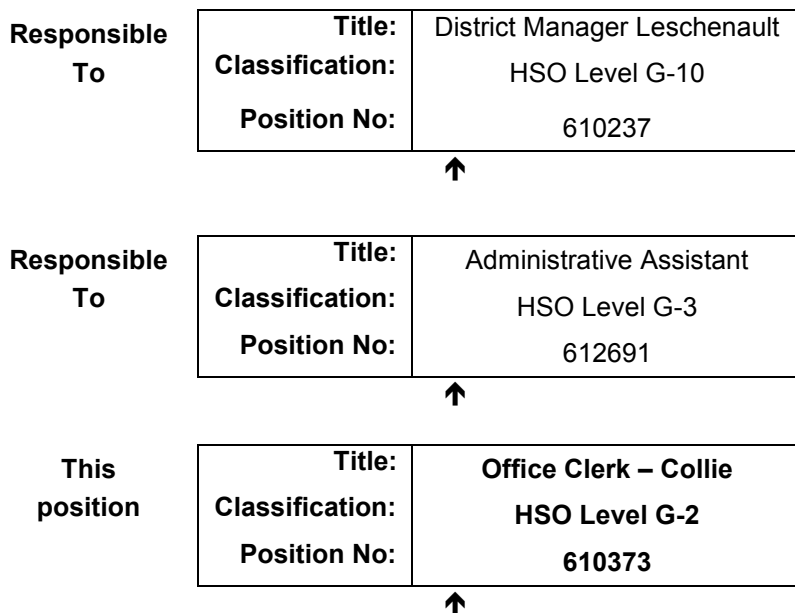 Responsible To
Title: District Manager Leschenault
Classification: HSO Level G-10
Position No: 610237
↑
Responsible To
Title: Administrative Assistant
Classification: HSO Level G-3
Position No: 612691
↑
This position
Title: Office Clerk – Collie
Classification: HSO Level G-2
Position No: 610373
↑